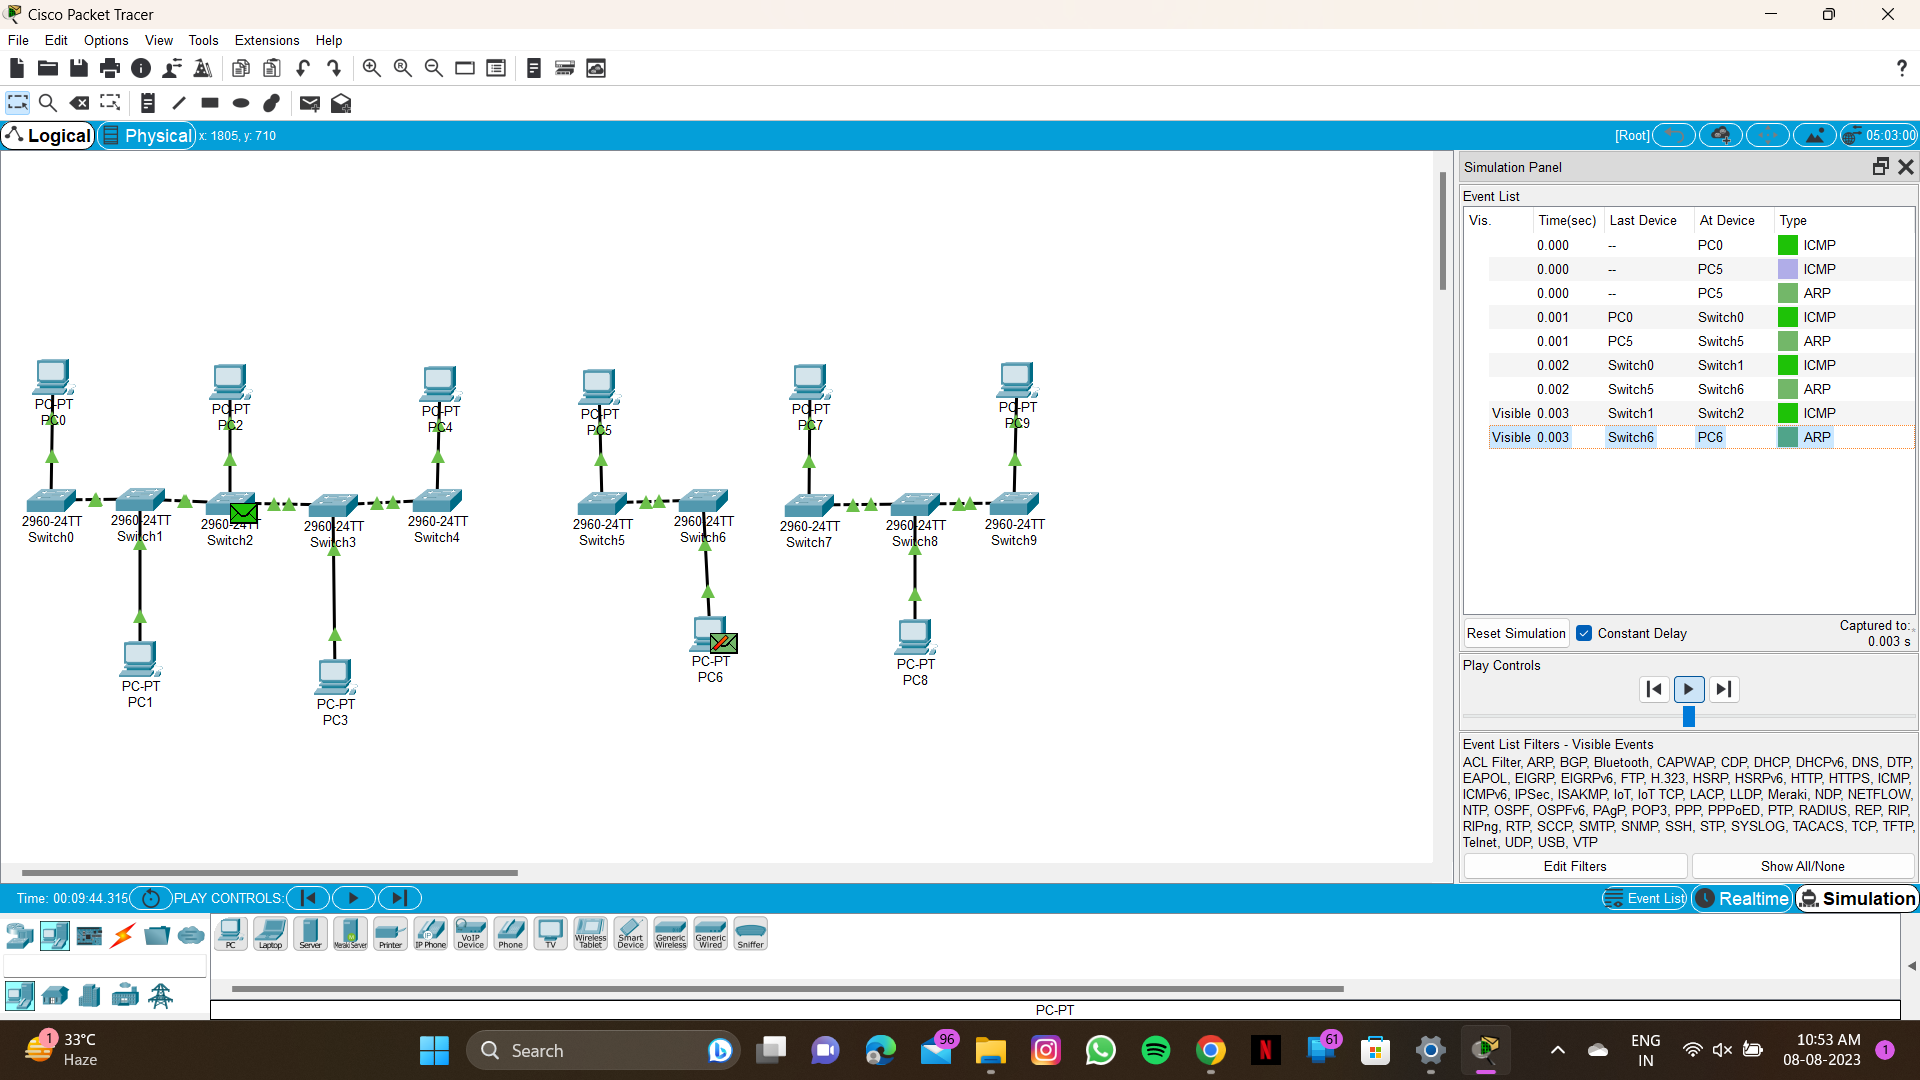 Cisco Packet Tracer
File Edit Options View Tools Extensions Help
Logical Physical x: 1805, y: 710 [Root] 05:03:00
Simulation Panel
Event List
Vis. Time(sec) Last Device At Device Type
0.000 -- PC0 ICMP
0.000 -- PC5 ICMP
0.000 -- PC5 ARP
0.001 PC0 Switch0 ICMP
0.001 PC5 Switch5 ARP
0.002 Switch0 Switch1 ICMP
0.002 Switch5 Switch6 ARP
Visible 0.003 Switch1 Switch2 ICMP
Visible 0.003 Switch6 PC6 ARP
PC-PT
PC0
PC-PT
PC2
PC-PT
PC4
PC-PT
PC5
PC-PT
PC7
PC-PT
PC9
2960-24TT
Switch0
2960-24TT
Switch1
2960-24TT
Switch2
2960-24TT
Switch3
2960-24TT
Switch4
2960-24TT
Switch5
2960-24TT
Switch6
2960-24TT
Switch7
2960-24TT
Switch8
2960-24TT
Switch9
PC-PT
PC1
PC-PT
PC3
PC-PT
PC6
PC-PT
PC8
Reset Simulation Constant Delay Captured to:
0.003 s
Play Controls
Event List Filters - Visible Events
ACL Filter, ARP, BGP, Bluetooth, CAPWAP, CDP, DHCP, DHCPv6, DNS, DTP,
EAPOL, EIGRP, EIGRPv6, FTP, H.323, HSRP, HSRPv6, HTTP, HTTPS, ICMP,
ICMPv6, IPSec, ISAKMP, IoT, IoT TCP, LACP, LLDP, Meraki, NDP, NETFLOW,
NTP, OSPF, OSPFv6, PAgP, POP3, PPP, PPPoED, PTP, RADIUS, REP, RIP,
RIPng, RTP, SCCP, SMTP, SNMP, SSH, STP, SYSLOG, TACACS, TCP, TFTP,
Telnet, UDP, USB, VTP
Edit Filters Show All/None
Time: 00:09:44.315 PLAY CONTROLS: Event List Realtime Simulation
PC Laptop Server Meraki Server Printer IP Phone VoIP Device Phone TV Wireless Tablet Smart Device Generic Wireless Generic Wired Sniffer
PC-PT
1 33°C
Haze
Search
96
61
ENG
IN
10:53 AM
08-08-2023
1